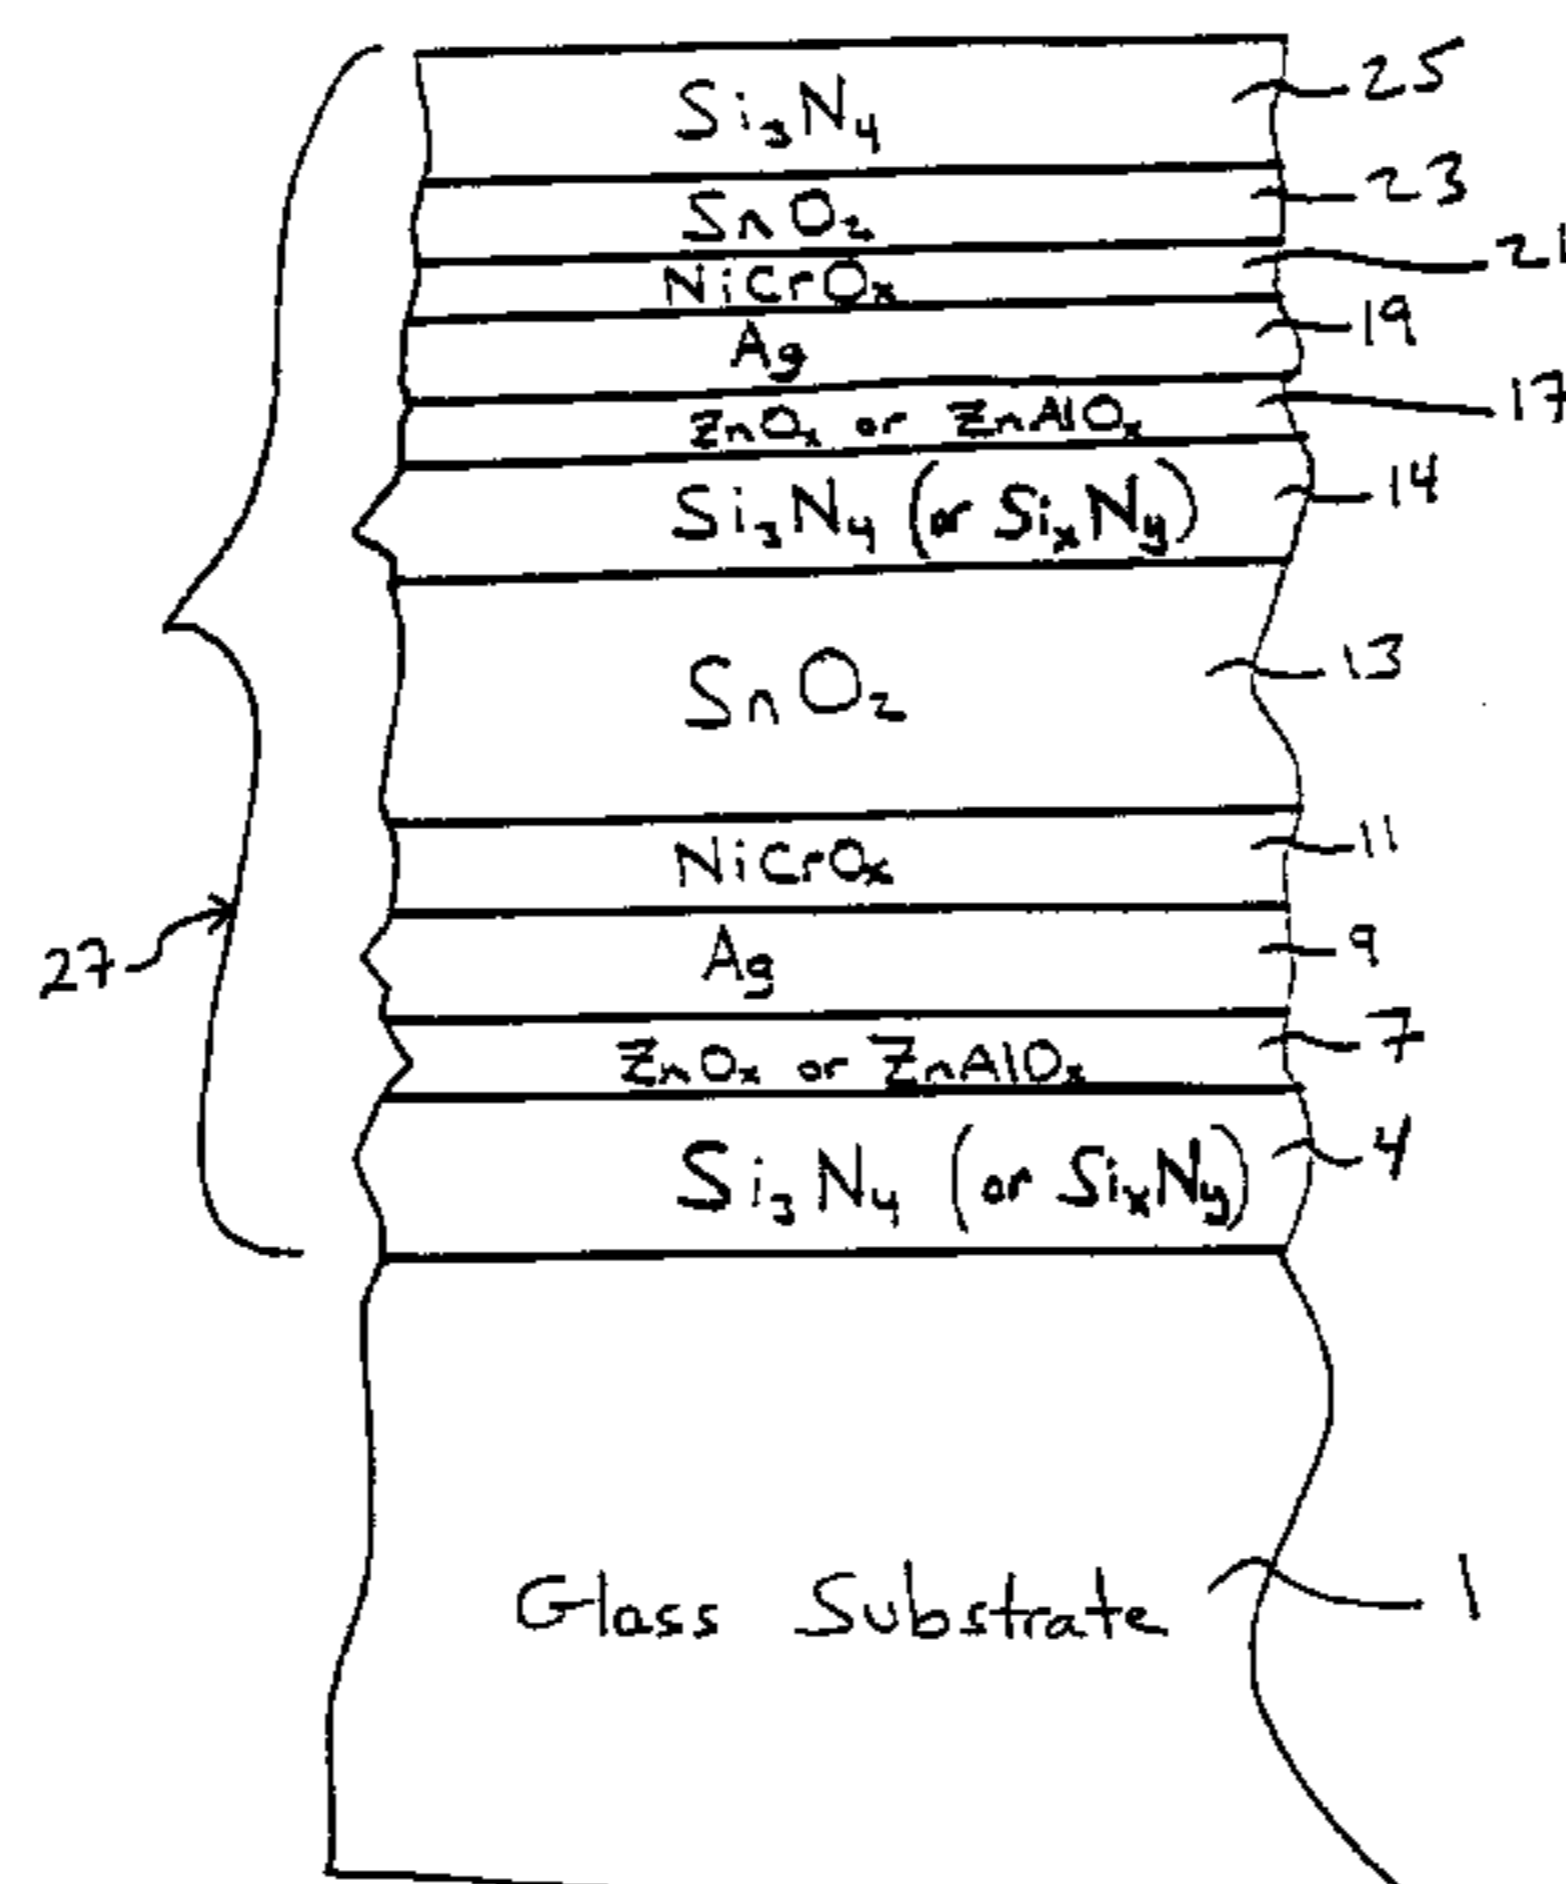 Si₃N₄ 25
SnO₂ 23
NiCrOₓ 21
Ag 19
ZnOₓ or ZnAlOₓ 17
Si₃N₄ (or SiₓNy) 14
SnO₂ 13
NiCrOₓ 11
Ag 9
27
ZnOₓ or ZnAlOₓ 7
Si₃N₄ (or SiₓNy) 4
Glass Substrate 1